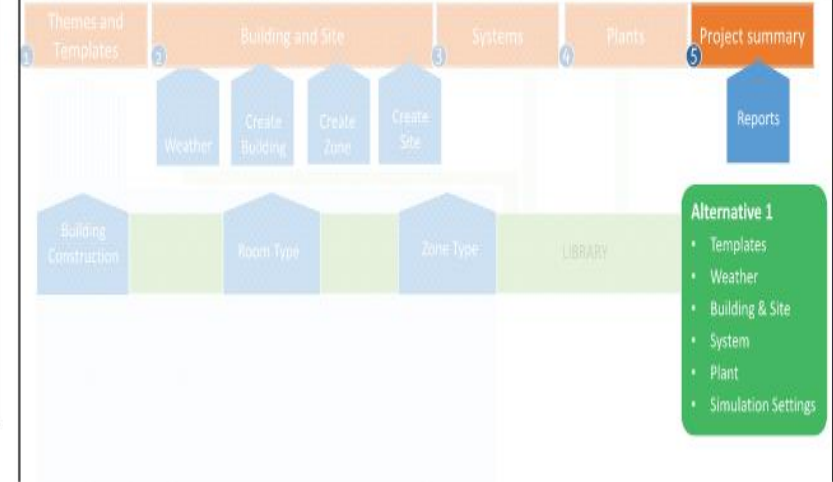 Themes and
Templates
Building and Site
Systems
Plants
Project summary
1
2
3
4
5
Weather
Create
Building
Create
Zone
Create
Site
Reports
Building
Construction
Room Type
Zone Type
LIBRARY
Alternative 1
• Templates
• Weather
• Building & Site
• System
• Plant
• Simulation Settings